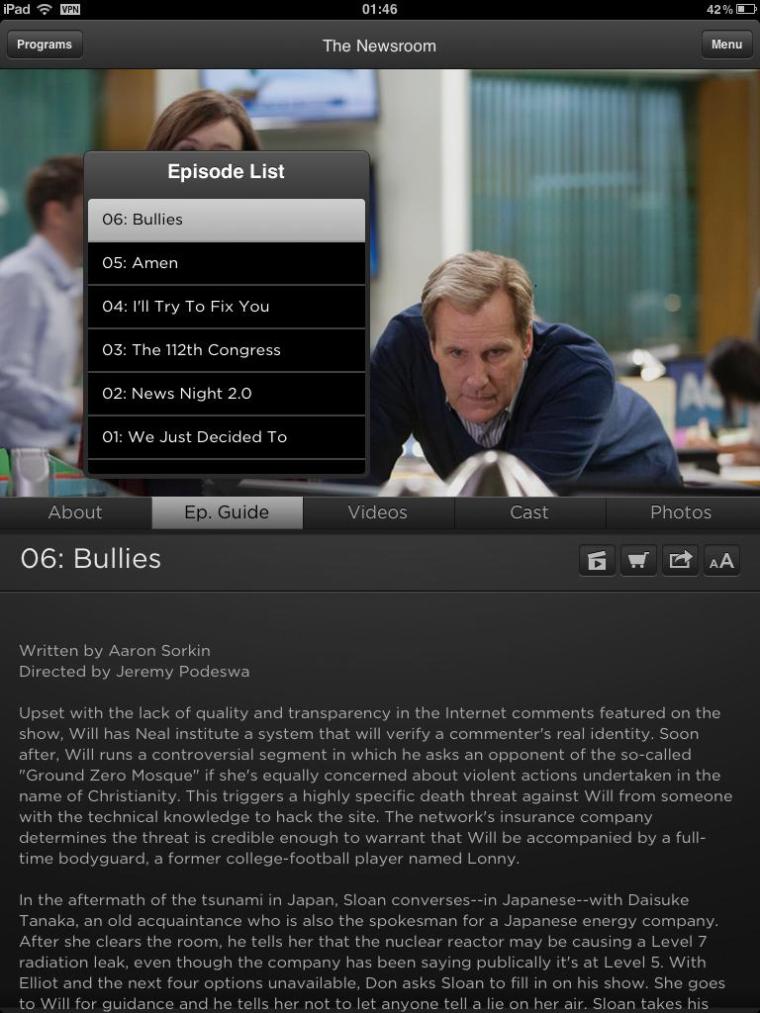 iPad VPN 01:46 42%
Programs The Newsroom Menu
Episode List
06: Bullies
05: Amen
04: I'll Try To Fix You
03: The 112th Congress
02: News Night 2.0
01: We Just Decided To
About Ep. Guide Videos Cast Photos
06: Bullies
AA
Written by Aaron Sorkin
Directed by Jeremy Podeswa
Upset with the lack of quality and transparency in the Internet comments featured on the
show, Will has Neal institute a system that will verify a commenter's real identity. Soon
after, Will runs a controversial segment in which he asks an opponent of the so-called
"Ground Zero Mosque" if she's equally concerned about violent actions undertaken in the
name of Christianity. This triggers a highly specific death threat against Will from someone
with the technical knowledge to hack the site. The network's insurance company
determines the threat is credible enough to warrant that Will be accompanied by a full-
time bodyguard, a former college-football player named Lonny.
In the aftermath of the tsunami in Japan, Sloan converses--in Japanese--with Daisuke
Tanaka, an old acquaintance who is also the spokesman for a Japanese energy company.
After she clears the room, he tells her that the nuclear reactor may be causing a Level 7
radiation leak, even though the company has been saying publically it's at Level 5. With
Elliot and the next four options unavailable, Don asks Sloan to fill in on his show. She goes
to Will for guidance and he tells her not to let anyone tell a lie on her air. Sloan takes his